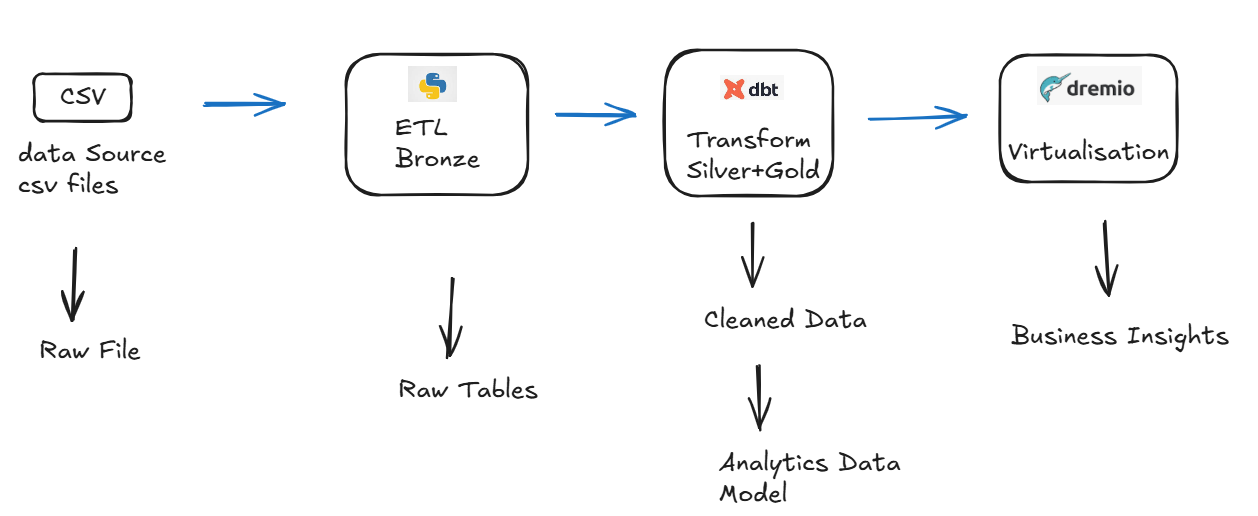 CSV
data Source
csv files
Raw File
ETL
Bronze
Raw Tables
dbt
Transform
Silver+Gold
Cleaned Data
Analytics Data
Model
dremio
Virtualisation
Business Insights